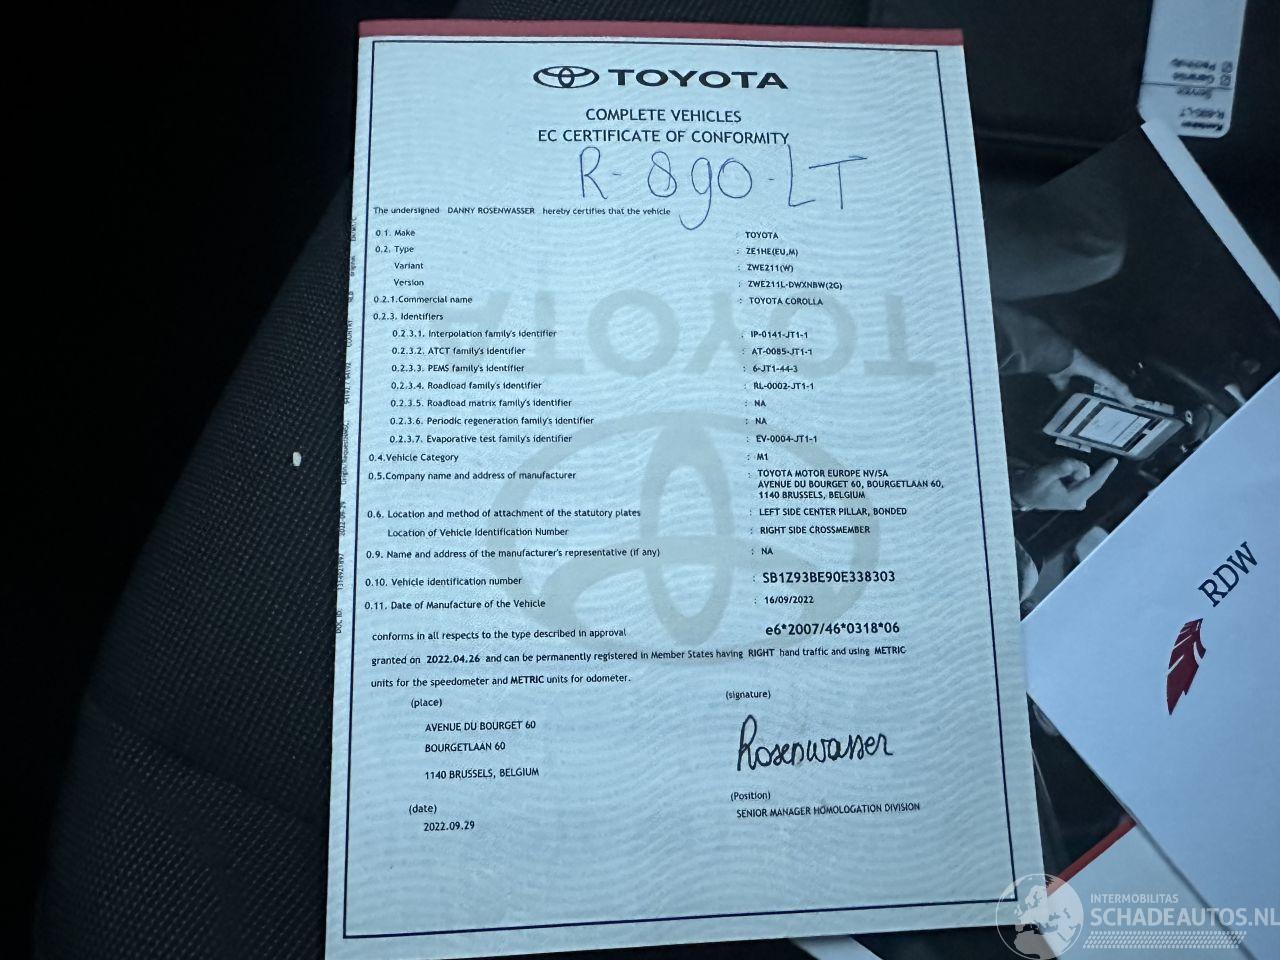 TOYOTA
COMPLETE VEHICLES
EC CERTIFICATE OF CONFORMITY
R-890-LT
The undersigned DANNY ROSENWASSER hereby certifies that the vehicle
0.1. Make : TOYOTA
0.2. Type : ZE1HE(EU,M)
Variant : ZWE211(W)
Version : ZWE211L-DWXNBW(2G)
0.2.1.Commercial name : TOYOTA COROLLA
0.2.3. Identifiers
0.2.3.1. Interpolation family's identifier : IP-0141-JT1-1
0.2.3.2. ATCT family's identifier : AT-0085-JT1-1
0.2.3.3. PEMS family's identifier : 6-JT1-44-3
0.2.3.4. Roadload family's identifier : RL-0002-JT1-1
0.2.3.5. Roadload matrix family's identifier : NA
0.2.3.6. Periodic regeneration family's identifier : NA
0.2.3.7. Evaporative test family's identifier : EV-0004-JT1-1
0.4.Vehicle Category : M1
0.5.Company name and address of manufacturer : TOYOTA MOTOR EUROPE NV/SA
AVENUE DU BOURGET 60, BOURGETLAAN 60,
1140 BRUSSELS, BELGIUM
0.6. Location and method of attachment of the statutory plates : LEFT SIDE CENTER PILLAR, BONDED
Location of Vehicle Identification Number : RIGHT SIDE CROSSMEMBER
0.9. Name and address of the manufacturer's representative (if any) : NA
0.10. Vehicle identification number : SB1Z93BE90E338303
0.11. Date of Manufacture of the Vehicle : 16/09/2022
conforms in all respects to the type described in approval e6*2007/46*0318*06
granted on 2022.04.26 and can be permanently registered in Member States having RIGHT hand traffic and using METRIC
units for the speedometer and METRIC units for odometer.
(place) (signature)
AVENUE DU BOURGET 60
BOURGETLAAN 60
1140 BRUSSELS, BELGIUM
Rosenwasser
(date) (Position)
2022.09.29 SENIOR MANAGER HOMOLOGATION DIVISION
TOYOTA
RDW
Kenteken
R-890-LT
Service
Garantie
INTERMOBILITAS
SCHADEAUTOS.NL